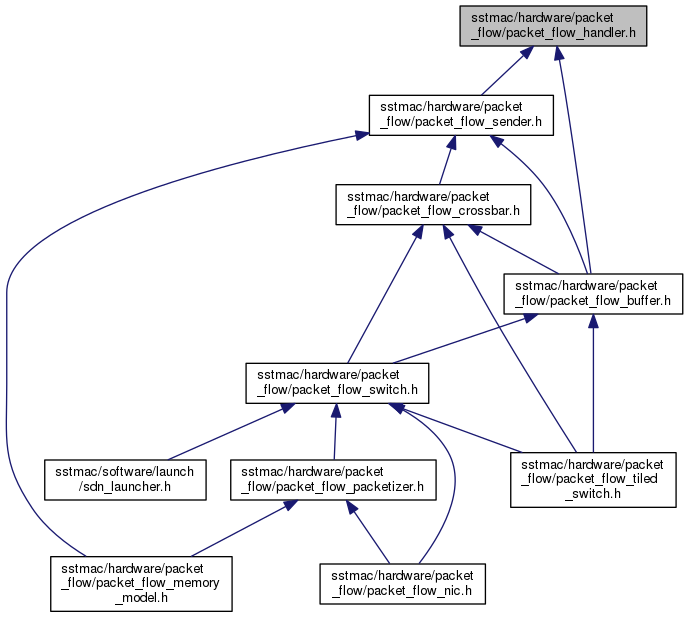 sstmac/hardware/packet
_flow/packet_flow_handler.h
sstmac/hardware/packet
_flow/packet_flow_sender.h
sstmac/hardware/packet
_flow/packet_flow_crossbar.h
sstmac/hardware/packet
_flow/packet_flow_buffer.h
sstmac/hardware/packet
_flow/packet_flow_switch.h
sstmac/software/launch
/sdn_launcher.h
sstmac/hardware/packet
_flow/packet_flow_packetizer.h
sstmac/hardware/packet
_flow/packet_flow_tiled
_switch.h
sstmac/hardware/packet
_flow/packet_flow_memory
_model.h
sstmac/hardware/packet
_flow/packet_flow_nic.h